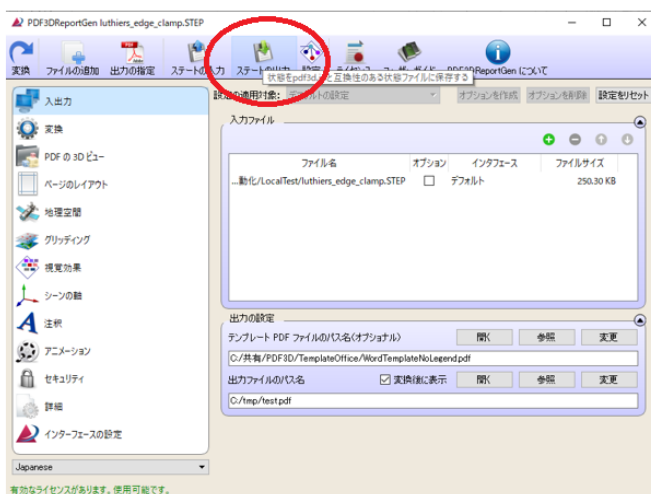 PDF3DReportGen luthiers_edge_clamp.STEP
変換 ファイルの追加 出力の指定 ステートの入力 ステートの出力
PDF3DReportGen について
状態をpdf3d.ioと互換性のある状態ファイルに保存する
設定の適用対象: デフォルトの設定 オプションを作成 オプションを削除 設定をリセット
入出力
変換
PDF の 3D ビュー
ページのレイアウト
地理空間
グリッディング
視覚効果
シーンの軸
注釈
アニメーション
セキュリティ
詳細
インターフェースの設定
Japanese
有効なライセンスがあります。使用可能です。
入力ファイル
ファイル名 オプション インタフェース ファイルサイズ
...動化/LocalTest/luthiers_edge_clamp.STEP デフォルト 250.30 KB
出力の設定
テンプレート PDF ファイルのパス名(オプショナル) 開く 参照 変更
C:/共有/PDF3D/TemplateOffice/WordTemplateNoLegend.pdf
出力ファイルのパス名 変換後に表示 開く 参照 変更
C:/tmp/test.pdf